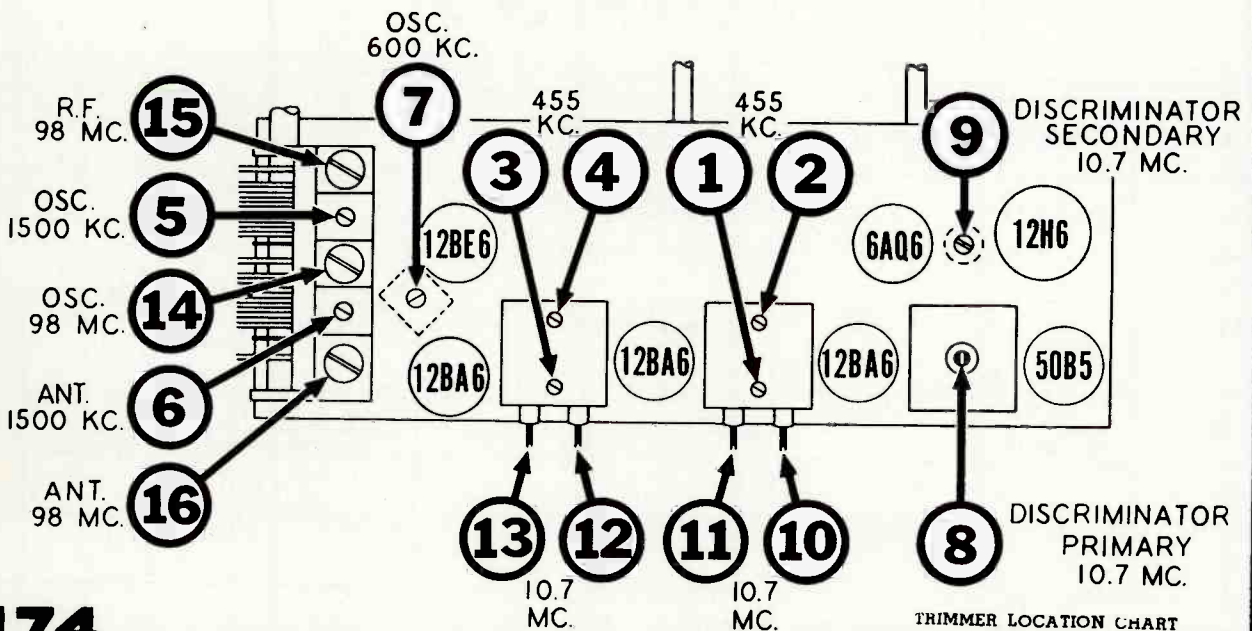 OSC.
600 KC.
7
R.F.
98 MC.
15
455
KC.
455
KC.
9
DISCRIMINATOR
SECONDARY
10.7 MC.
3
4
1
2
OSC.
1500 KC.
5
12BE6
6AQ6
12H6
OSC.
98 MC.
14
12BA6
12BA6
12BA6
50B5
ANT.
1500 KC.
6
ANT.
98 MC.
16
13
12
11
10
8
10.7
MC.
10.7
MC.
DISCRIMINATOR
PRIMARY
10.7 MC.
174
TRIMMER LOCATION CHART